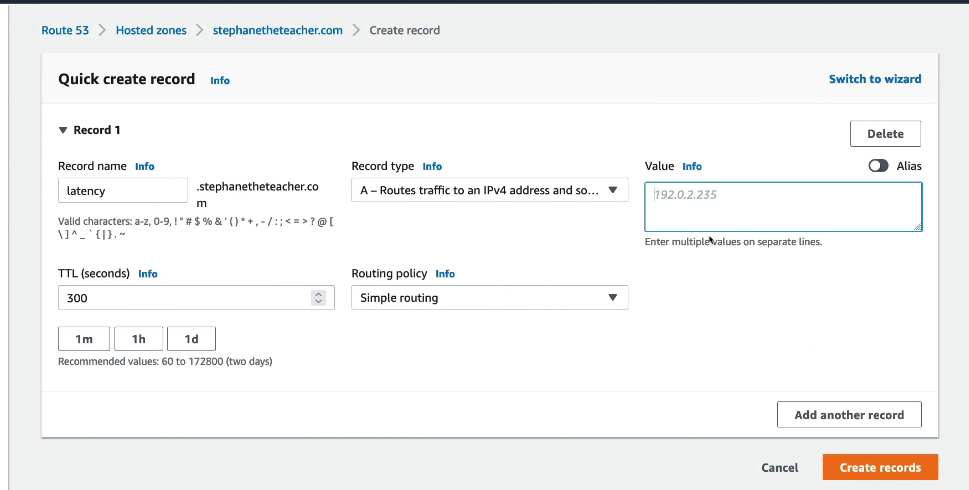 Route 53 > Hosted zones > stephanetheteacher.com > Create record
Quick create record Info
Switch to wizard
▼ Record 1
Delete
Record name Info
latency
.stephanetheteacher.co
m
Valid characters: a-z, 0-9, ! " # $ % & ' ( ) * + , - / : ; < = > ? @ [
\ ] ^ _ ` { | } . ~
Record type Info
A – Routes traffic to an IPv4 address and so...
Value Info
Alias
192.0.2.235
Enter multiple values on separate lines.
TTL (seconds) Info
300
1m 1h 1d
Recommended values: 60 to 172800 (two days)
Routing policy Info
Simple routing
Add another record
Cancel
Create records